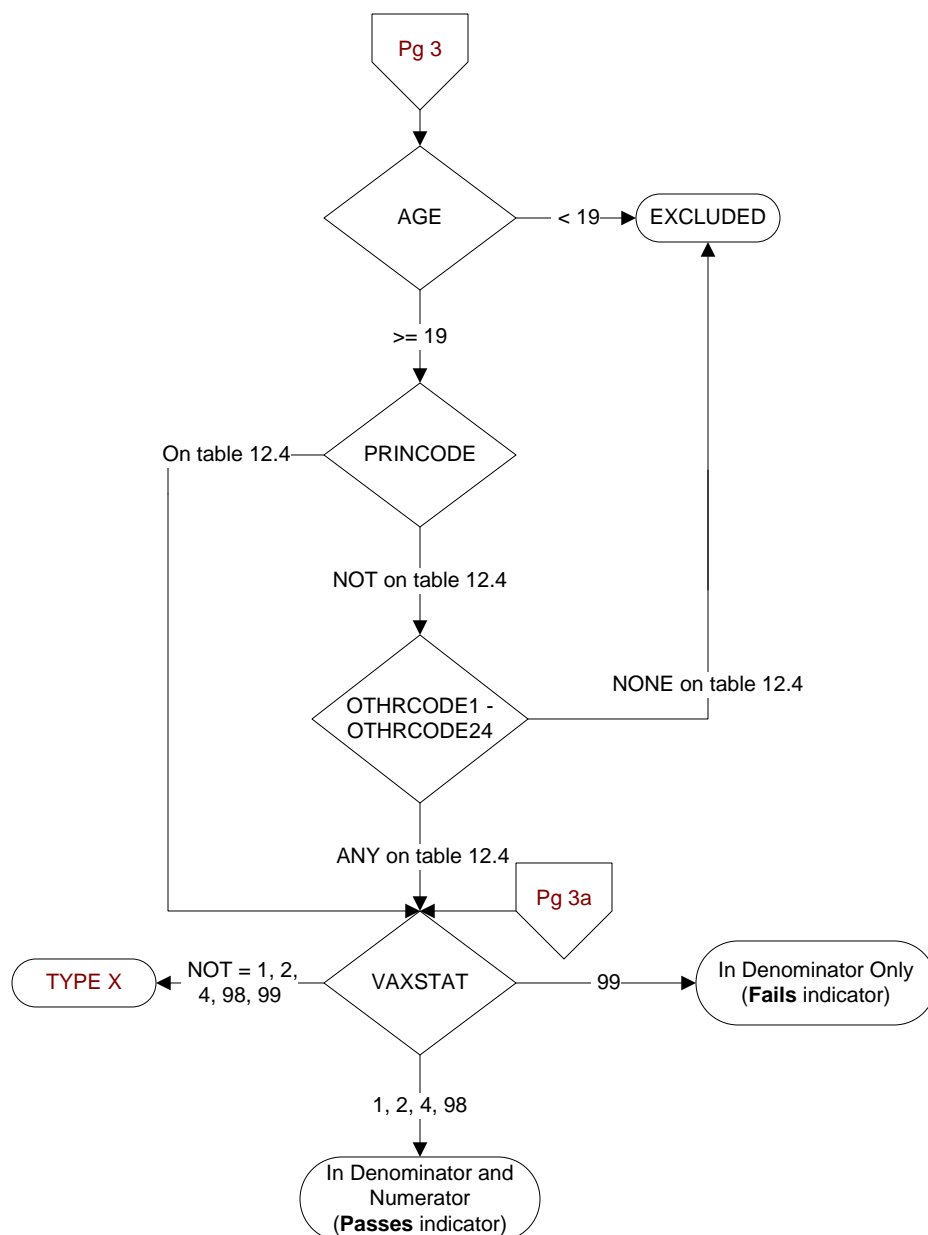 Pg 3
AGE
< 19
EXCLUDED
>= 19
On table 12.4
PRINCODE
NOT on table 12.4
OTHRCODE1 -
OTHRCODE24
NONE on table 12.4
ANY on table 12.4
Pg 3a
TYPE X
NOT = 1, 2,
4, 98, 99
VAXSTAT
99
In Denominator Only
(Fails indicator)
1, 2, 4, 98
In Denominator and
Numerator
(Passes indicator)